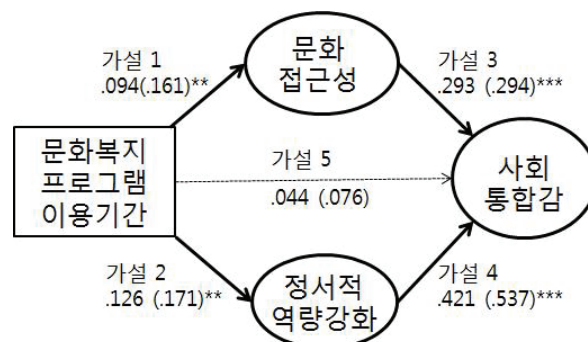 가설 1
.094(.161)**
문화
접근성
가설 3
.293 (.294)***
문화복지
프로그램
이용기간
가설 5
.044 (.076)
사회
통합감
가설 2
.126 (.171)**
정서적
역량강화
가설 4
.421 (.537)***